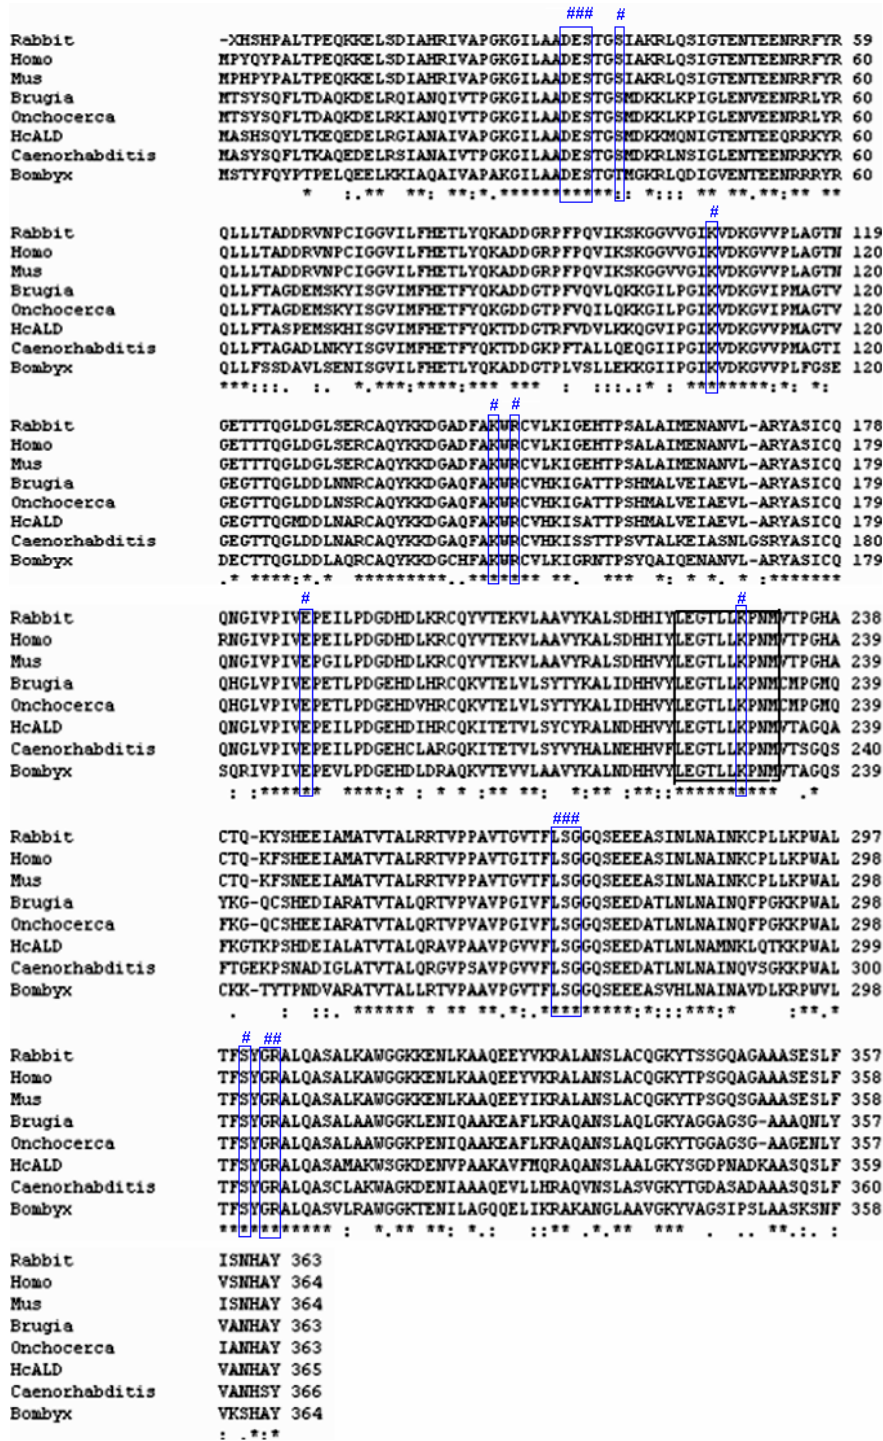 ### #
Rabbit -XHSHPALTPEQKKELSDIAHRIVAPGKGILAADESTGSIAKRLQSIGTENTEENRRFYR 59
Homo MPYQYPALTPEQKKELSDIAHRIVAPGKGILAADESTGSIAKRLQSIGTENTEENRRFYR 60
Mus MPHPYPALTPEQKKELSDIAHRIVAPGKGILAADESTGSIAKRLQSIGTENTEENRRFYR 60
Brugia MTSYSQFLTDAQKDELRQIANQIVTPGKGILAADESTGSMDKKLKPIGLENVEENRRLYR 60
Onchocerca MTSYSQFLTDAQKDELRKIANQIVTPGKGILAADESTGSMDKKLKPIGLENVEENRRLYR 60
HcALD MASHSQYLTKEQEDELRGIANAIVAPGKGILAADESTGSMDKKMQNIGTENTEEQRRKYR 60
Caenorhabditis MASYSQFLTKAQEDELRSIANAIVTPAKGILAADESTGSMDKRLNSIGLENTEENRRKYR 60
Bombyx MSTYFQYPTPELQEELKKIAQAIVAPAKGILAADESTGTMGKRLQDIGVENTEENRRRYR 60
* :.** **: **:*.************:: *:::: ** **.**:** **
#
Rabbit QLLLTADDRVNPCIGGVILFHETLYQKADDGRPFPQVIKSKGGVVGIKVDKGVVPLAGTN 119
Homo QLLLTADDRVNPCIGGVILFHETLYQKADDGRPFPQVIKSKGGVVGIKVDKGVVPLAGTN 120
Mus QLLLTADDRVNPCIGGVILFHETLYQKADDGRPFPQVIKSKGGVVGIKVDKGVVPLAGTN 120
Brugia QLLFTAGDEMSKYISGVIMFHETFYQKADDGTPFVQVLQKKGILPGIKVDKGVVPMAGTV 120
Onchocerca QLLFTAGDEMSKYISGVIMFHETFYQKGDDGTPFVQILQKKGILPGIKVDKGVVPMAGTV 120
HcALD QLLFTASPEMSKHISGVIMFHETFYQKTDDGTRFVDVLKKQGVIPGIKVDKGVVPMAGTV 120
Caenorhabditis QLLFSSDAGADLNKYISGVIMFHETFYQKTDDGKPFTALLQEQGIIPGIKVDKGVVPMAGTI 120
Bombyx QLLFSSDAVLSENISGVILFHETLYQKADDGTPLVSLLEKKGIIPGIKVDKGVVPLFGSE 120
***:::. . *.***:****:*** *** : ::: :* : **********: *:
# #
Rabbit GETTTQGLDGLSERCAQYKKDGADFAKWRCVLKIGEHTPSALAIMENANVL-ARYASICQ 178
Homo GETTTQGLDGLSERCAQYKKDGADFAKWRCVLKIGEHTPSALAIMENANVL-ARYASICQ 179
Mus GETTTQGLDGLSERCAQYKKDGADFAKWRCVLKIGEHTPSALAIMENANVL-ARYASICQ 179
Brugia GEGTTQGLDDLNNRCAQYKKDGAQFAKWRCVHKIGATTPSHMALVEIAEVL-ARYASICQ 179
Onchocerca GEGTTQGLDDLNSRCAQYKKDGAQFAKWRCVHKIGATTPSHMALVEIAEVL-ARYASICQ 179
HcALD GEGTTQGMDDLNARCAQYKKDGAQFAKWRCVHKISSTTPSVMALVEIAEVL-ARYASICQ 179
Caenorhabditis GEGTTQGLDDLNARCAQYKKDGAQFAKWRCVHKISSTTPSVTALKEIASNLGSRYASICQ 180
Bombyx DECTTQGLDDLAQRCAQYKKDGCHFAKWRCVLKIGRNTPSYQAIQENANVL-ARYASICQ 179
.* ****:*.* *********..******* **. *** *: * *. * :*******
# #
Rabbit QNGIVPIVEPEILPDGDHDLKRCQYVTEKVLAAVYKALSDHHIYLEGTLLKPNMVTPGHA 238
Homo RNGIVPIVEPEILPDGDHDLKRCQYVTEKVLAAVYKALSDHHIYLEGTLLKPNMVTPGHA 239
Mus QNGIVPIVEPGILPDGDHDLKRCQYVTEKVLAAVYRALSDHHVYLEGTLLKPNMVTPGHA 239
Brugia QHGLVPIVEPETLPDGEHDLHRCQKVTELVLSYTYKALIDHHVYLEGTLLKPNMCMPGMQ 239
Onchocerca QHGLVPIVEPETLPDGEHDVHRCQKVTELVLSYTYKALIDHHVYLEGTLLKPNMCMPGMQ 239
HcALD QNGLVPIVEPEILPDGEHDIHRCQKITETVLSYCYRALNDHHVYLEGTLLKPNMVTAGQA 239
Caenorhabditis QNGLVPIVEPEILPDGEHCLARGQKITETVLSYVYHALNEHHVFLEGTLLKPNMVTSGQS 240
Bombyx SQRIVPIVEPEVLPDGEHDLDRAQKVTEVVLAAVYKALNDHHVYLEGTLLKPNMVTAGQS 239
: :****** ****:* : * * :** **: *:** :**::********** .*
###
Rabbit CTQ-KYSHEEIAMATVTALRRTVPPAVTGVTFLSGGQSEEEASINLNAINKCPLLKPWAL 297
Homo CTQ-KFSHEEIAMATVTALRRTVPPAVTGITFLSGGQSEEEASINLNAINKCPLLKPWAL 298
Mus CTQ-KFSNEEIAMATVTALRRTVPPAVTGVTFLSGGQSEEEASINLNAINKCPLLKPWAL 298
Brugia YKG-QCSHEDIARATVTALQRTVPVAVPGIVFLSGGQSEEDATLNLNAINQFPGKKPWAL 298
Onchocerca FKG-QCSHEEIARATVTALQRTVPPAVPGIVFLSGGQSEEDATLNLNAINQFPGKKPWAL 298
HcALD FKGTKPSHDEIALATVTALQRAVPAAVPGVVFLSGGQSEEDATLNLNAMNKLQTKKPWAL 299
Caenorhabditis FTGEKPSNADIGLATVTALQRGVPSAVPGVVFLSGGQSEEDATLNLNAINQVSGKKPWVL 300
Bombyx CKK-TYTPNDVARATVTALLRTVPAAVPGVTFLSGGQSEEEASVHLNAINAVDLKRPWVL 298
. : ::. ****** * ** **.*:.*********:*::***:* :**.*
# ##
Rabbit TFSYGRALQASALKAWGGKKENLKAAQEEYVKRALANSLACQGKYTSSGQAGAAASESLF 357
Homo TFSYGRALQASALKAWGGKKENLKAAQEEYVKRALANSLACQGKYTPSGQAGAAASESLF 358
Mus TFSYGRALQASALKAWGGKKENLKAAQEEYIKRALANSLACQGKYTPSGQSGAAASESLF 358
Brugia TFSYGRALQASALAAWGGKLENIQAAKEAFLKRAQANSLAQLGKYAGGAGSG-AAAQNLY 357
Onchocerca TFSYGRALQASALAAWGGKPENIQAAKEAFLKRAQANSLAQLGKYTGGAGSG-AAGENLY 357
HcALD TFSYGRALQASAMAKWSGKDENVPAAKAVFMQRAQANSLAALGKYSGDPNADKAASQSLF 359
Caenorhabditis TFSYGRALQASCLAKWAGKDENIAAAQEVLLHRAQVNSLASVGKYTGDASADAAASQSLF 360
Bombyx TFSYGRALQASVLRAWGGKTENILAGQQELIKRAKANGLAAVGKYVAGSIPSLAASKSNF 358
*********** : *.** **: *.: ::** .*.** *** . .. **.:. :
Rabbit ISNHAY 363
Homo VSNHAY 364
Mus ISNHAY 364
Brugia VANHAY 363
Onchocerca IANHAY 363
HcALD VANHAY 365
Caenorhabditis VANHSY 366
Bombyx VKSHAY 364
: .*:*